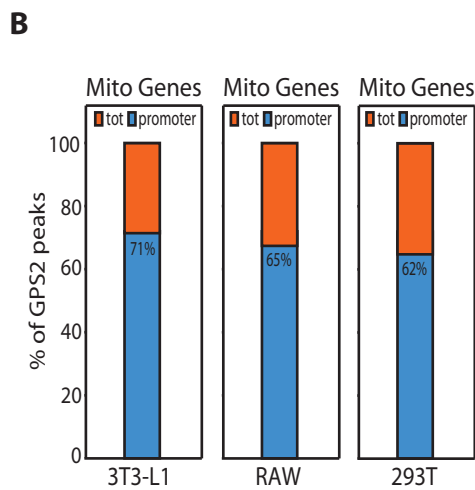 B
Mito Genes Mito Genes Mito Genes
tot promoter tot promoter tot promoter
100
80
71%
65%
62%
60
40
20
0
% of GPS2 peaks
3T3-L1 RAW 293T